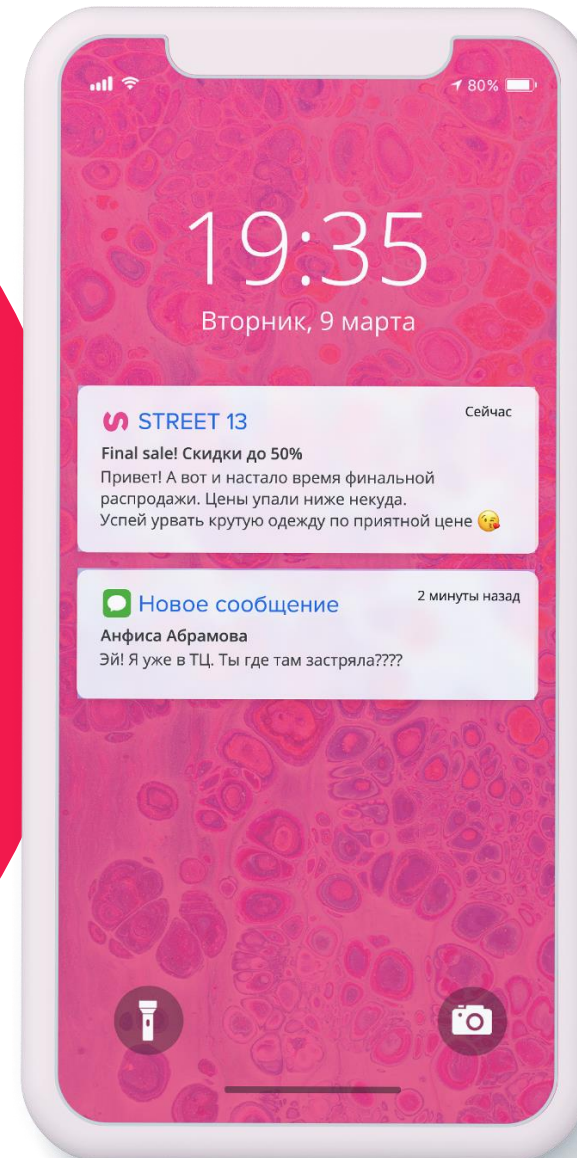 80%
19:35
Вторник, 9 марта
STREET 13
Сейчас
Final sale! Скидки до 50%
Привет! А вот и настало время финальной
распродажи. Цены упали ниже некуда.
Успей урвать крутую одежду по приятной цене 😘
Новое сообщение
2 минуты назад
Анфиса Абрамова
Эй! Я уже в ТЦ. Ты где там застряла????